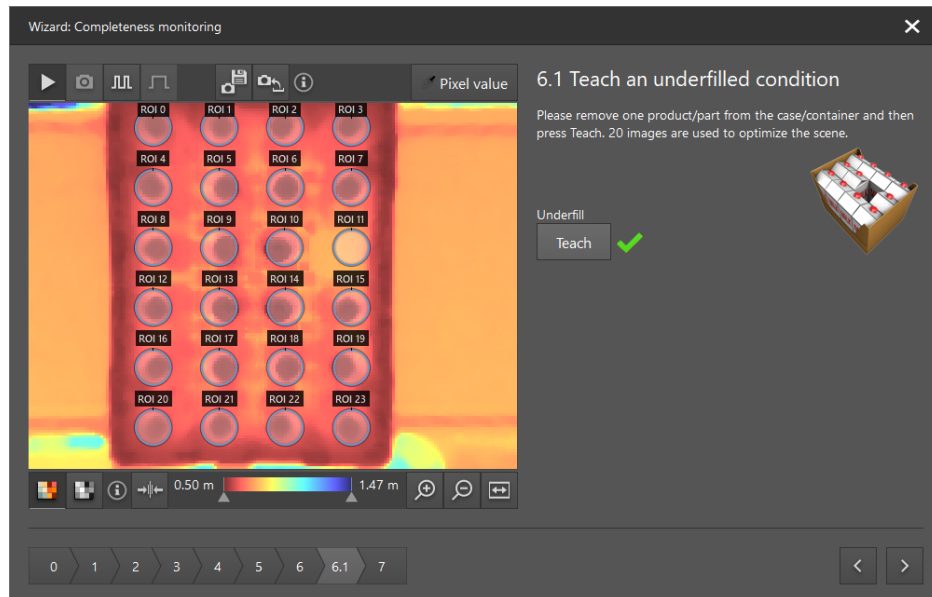 Wizard: Completeness monitoring
Pixel value
ROI 0 ROI 1 ROI 2 ROI 3
ROI 4 ROI 5 ROI 6 ROI 7
ROI 8 ROI 9 ROI 10 ROI 11
ROI 12 ROI 13 ROI 14 ROI 15
ROI 16 ROI 17 ROI 18 ROI 19
ROI 20 ROI 21 ROI 22 ROI 23
0.50 m 1.47 m
6.1 Teach an underfilled condition
Please remove one product/part from the case/container and then
press Teach. 20 images are used to optimize the scene.
Underfill
Teach
0 1 2 3 4 5 6 6.1 7